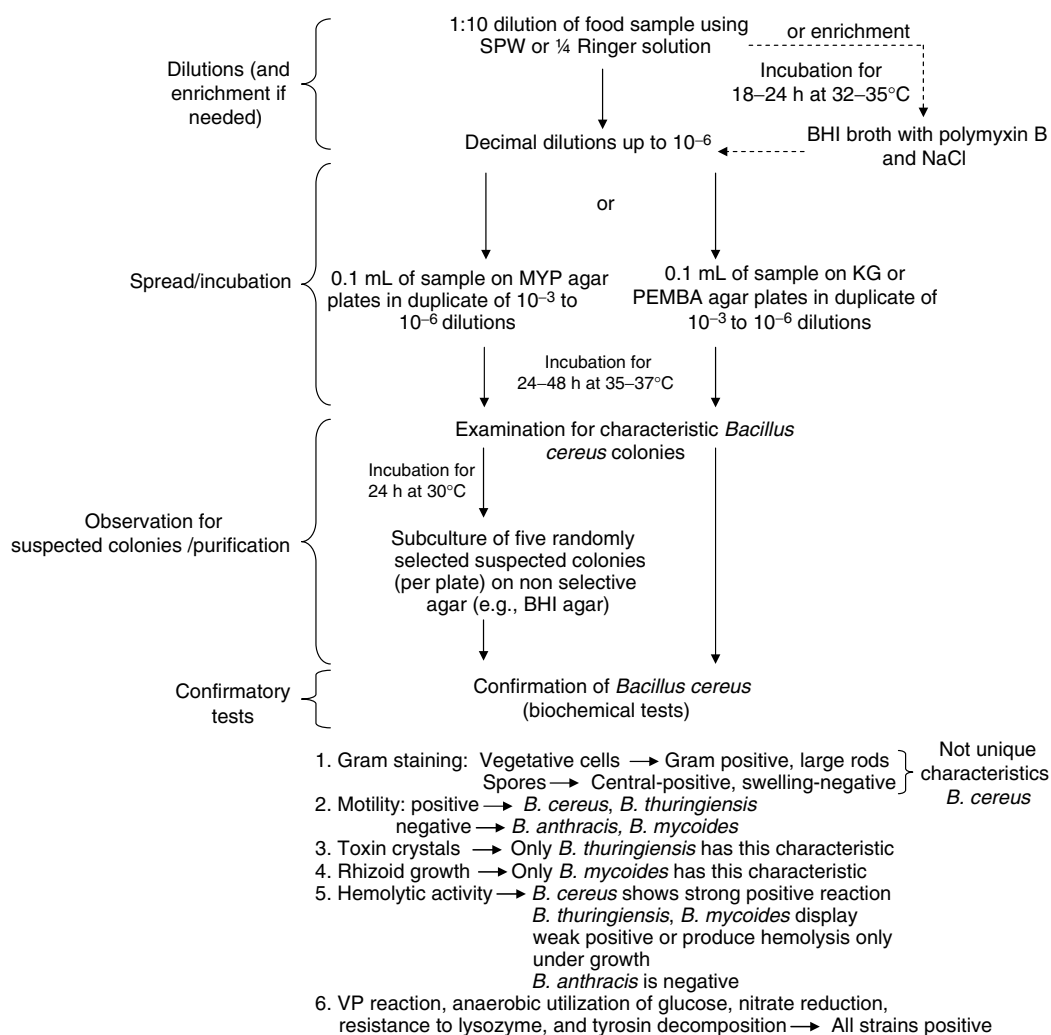 1:10 dilution of food sample using
SPW or ¼ Ringer solution
or enrichment
Incubation for
18–24 h at 32–35°C
Dilutions (and
enrichment if
needed)
Decimal dilutions up to 10⁻⁶
BHI broth with polymyxin B
and NaCl
or
Spread/incubation
0.1 mL of sample on MYP agar
plates in duplicate of 10⁻³ to
10⁻⁶ dilutions
0.1 mL of sample on KG or
PEMBA agar plates in duplicate of
10⁻³ to 10⁻⁶ dilutions
Incubation for
24–48 h at 35–37°C
Examination for characteristic Bacillus
cereus colonies
Incubation for
24 h at 30°C
Observation for
suspected colonies /purification
Subculture of five randomly
selected suspected colonies
(per plate) on non selective
agar (e.g., BHI agar)
Confirmatory
tests
Confirmation of Bacillus cereus
(biochemical tests)
1. Gram staining: Vegetative cells → Gram positive, large rods
Spores → Central-positive, swelling-negative
Not unique
characteristics
B. cereus
2. Motility: positive → B. cereus, B. thuringiensis
negative → B. anthracis, B. mycoides
3. Toxin crystals → Only B. thuringiensis has this characteristic
4. Rhizoid growth → Only B. mycoides has this characteristic
5. Hemolytic activity → B. cereus shows strong positive reaction
B. thuringiensis, B. mycoides display
weak positive or produce hemolysis only
under growth
B. anthracis is negative
6. VP reaction, anaerobic utilization of glucose, nitrate reduction,
resistance to lysozyme, and tyrosin decomposition → All strains positive